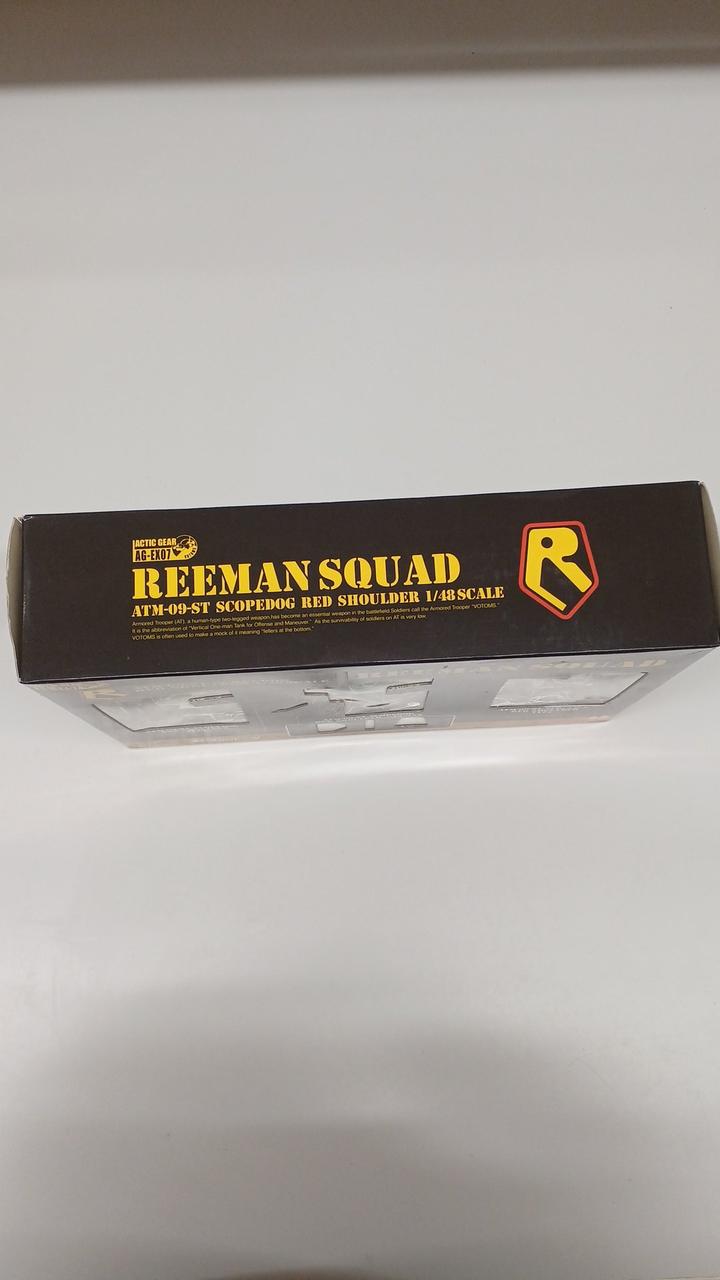 ACTIC GEAR
AG-EX07
REEMAN SQUAD
ATM-09-ST SCOPEDOG RED SHOULDER 1/48 SCALE
Armored Trooper (AT), a human-type two-legged weapon,has become an essential weapon in the battlefield.Soldiers call the Armored Trooper "VOTOMS."
It is the abbreviation of "Vertical One-man Tank for Offense and Maneuver." As the survivability of soldiers on AT is very low,
VOTOMS is often used to make a mock of it meaning "fellers at the bottom."
R
REEMAN SQUAD